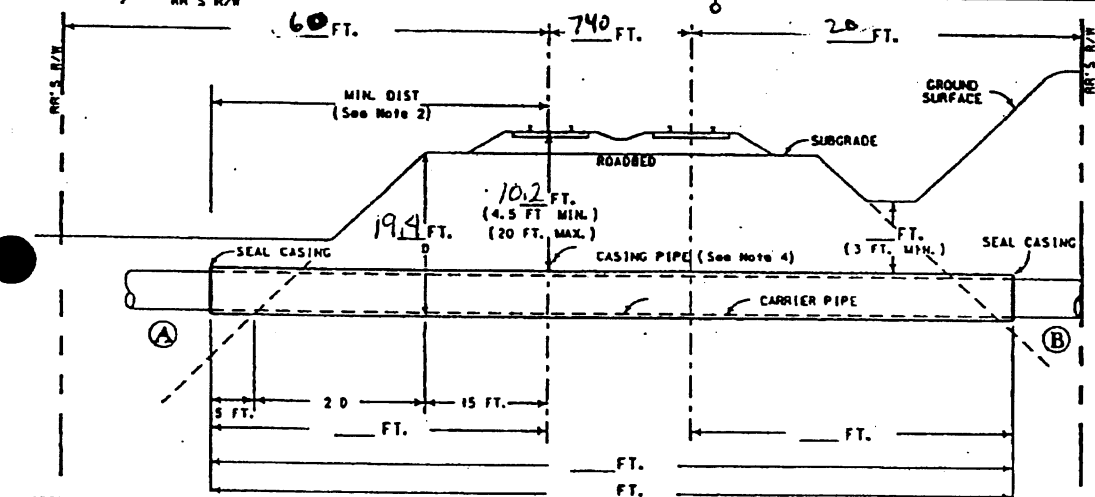 RR'S R/W
60 FT.
740 FT.
20 FT.
RR'S R/W
RR'S R/W
MIN. DIST
(See Note 2)
GROUND
SURFACE
SUBGRADE
ROADBED
10.2 FT.
(4.5 FT MIN.)
(20 FT. MAX.)
19.4 FT.
D
FT.
(3 FT. MIN.)
SEAL CASING
CASING PIPE (See Note 4)
SEAL CASING
CARRIER PIPE
A
B
5 FT.
2 D
15 FT.
FT.
FT.
FT.
FT.